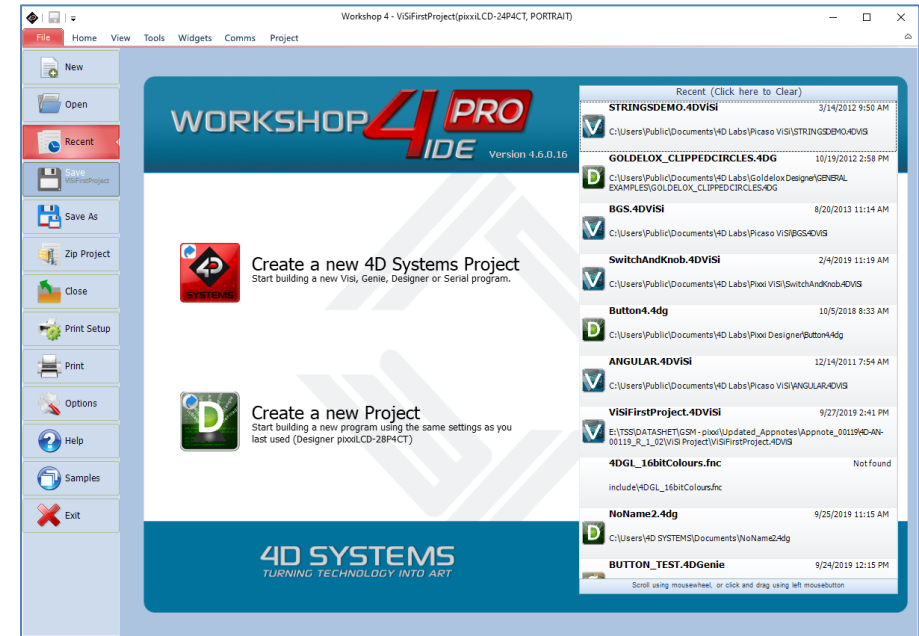 Workshop 4 - ViSiFirstProject(pixxiLCD-24P4CT, PORTRAIT)
File Home View Tools Widgets Comms Project
New
Open
Recent
Save
ViSiFirstProject
Save As
Zip Project
Close
Print Setup
Print
Options
Help
Samples
Exit
WORKSHOP 4 PRO
IDE Version 4.6.0.16
4D
SYSTEMS
Create a new 4D Systems Project
Start building a new Visi, Genie, Designer or Serial program.
D
Create a new Project
Start building a new program using the same settings as you
last used (Designer pixxiLCD-28P4CT)
4D SYSTEMS
TURNING TECHNOLOGY INTO ART
Recent (Click here to Clear)
STRINGSDEMO.4DViSi 3/14/2012 9:50 AM
C:\Users\Public\Documents\4D Labs\Picaso ViSi\STRINGSDEMO.4DViSi
GOLDELOX_CLIPPEDCIRCLES.4DG 10/19/2012 2:58 PM
C:\Users\Public\Documents\4D Labs\Goldelox Designer\GENERAL
EXAMPLES\GOLDELOX_CLIPPEDCIRCLES.4DG
BGS.4DViSi 8/20/2013 11:14 AM
C:\Users\Public\Documents\4D Labs\Picaso ViSi\BGS.4DViSi
SwitchAndKnob.4DViSi 2/4/2019 11:19 AM
C:\Users\Public\Documents\4D Labs\Pixxi ViSi\SwitchAndKnob.4DViSi
Button4.4dg 10/5/2018 8:33 AM
C:\Users\Public\Documents\4D Labs\Pixxi Designer\Button4.4dg
ANGULAR.4DViSi 12/14/2011 7:54 AM
C:\Users\Public\Documents\4D Labs\Picaso ViSi\ANGULAR.4DViSi
ViSiFirstProject.4DViSi 9/27/2019 2:41 PM
E:\TSS\DATASHET\GSM - pixxi\Updated_Appnotes\Appnote_00119\4D-AN-
00119_R_1_02\ViSi Project\ViSiFirstProject.4DViSi
4DGL_16bitColours.fnc Not found
include\4DGL_16bitColours.fnc
NoName2.4dg 9/25/2019 11:15 AM
C:\Users\4D SYSTEMS\Documents\NoName2.4dg
BUTTON_TEST.4DGenie 9/24/2019 12:15 PM
Scroll using mousewheel, or click and drag using left mousebutton